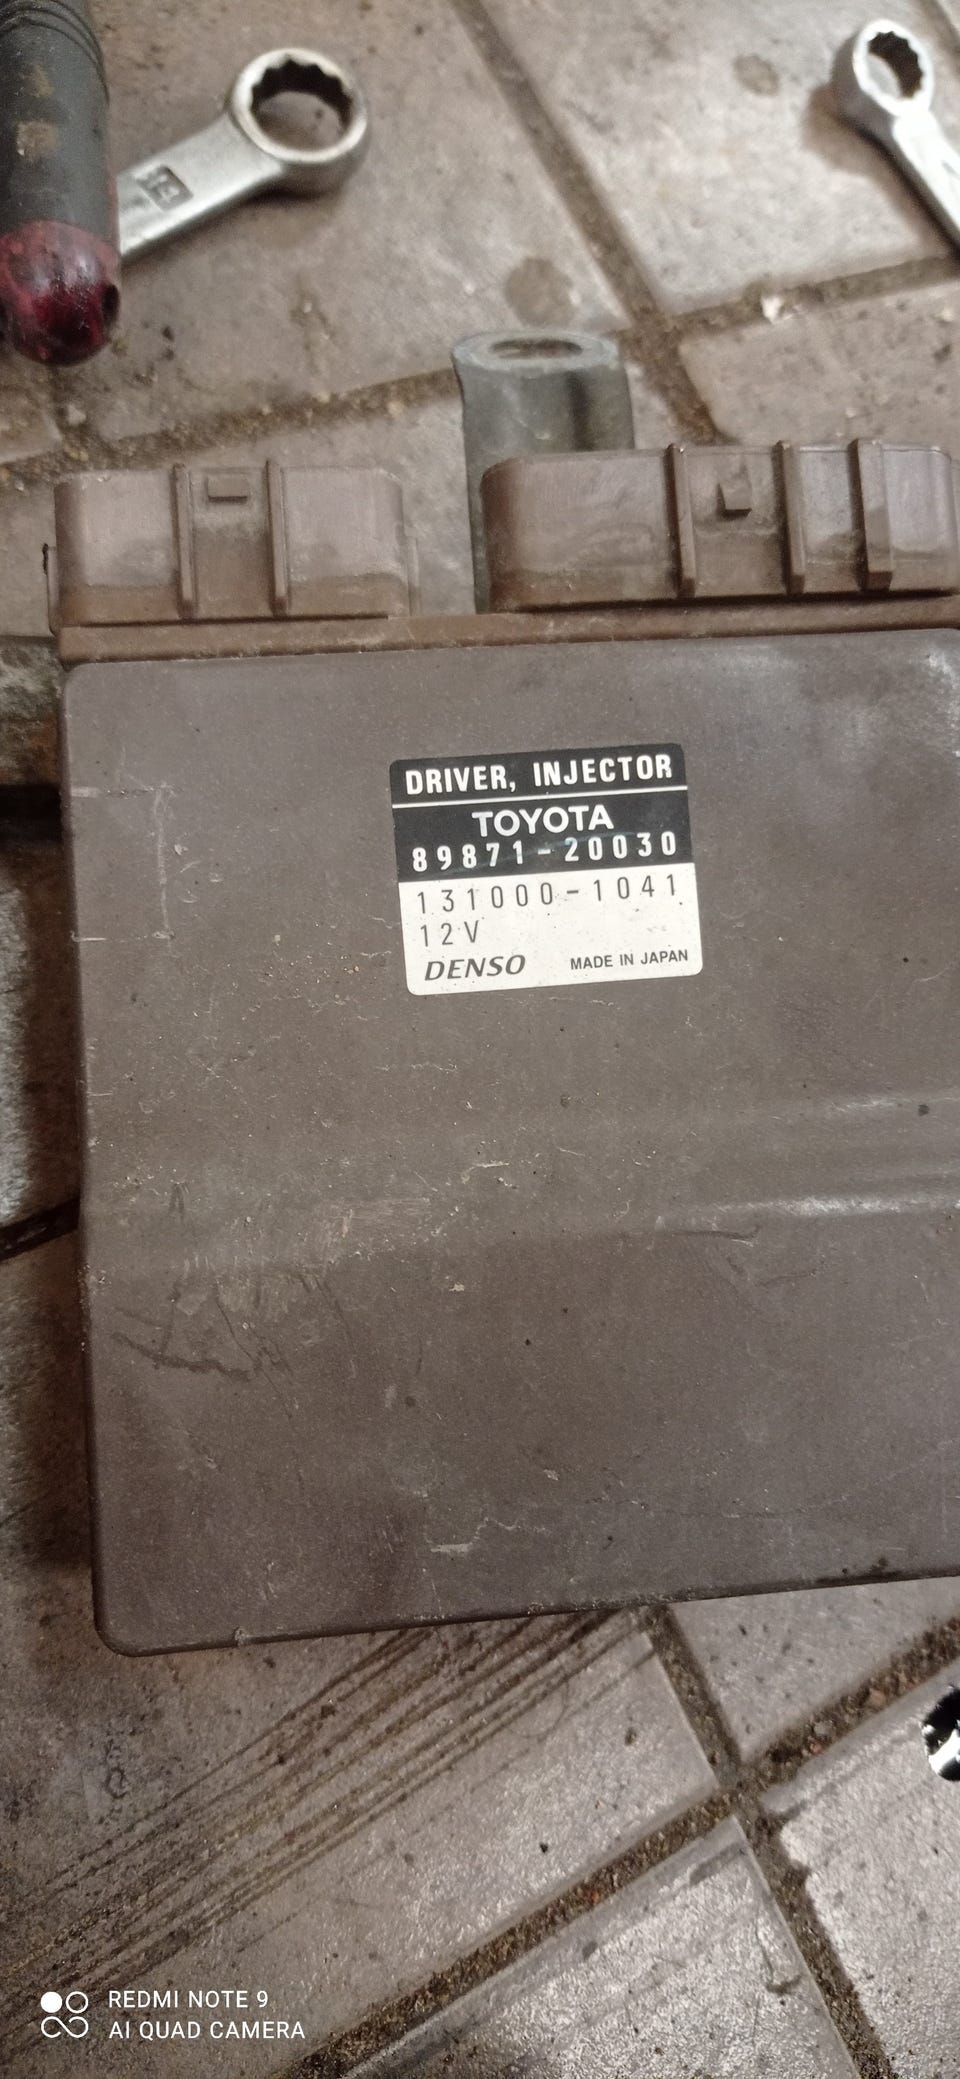 DRIVER, INJECTOR
TOYOTA
89871-20030
131000-1041
12V
DENSO MADE IN JAPAN
REDMI NOTE 9
AI QUAD CAMERA